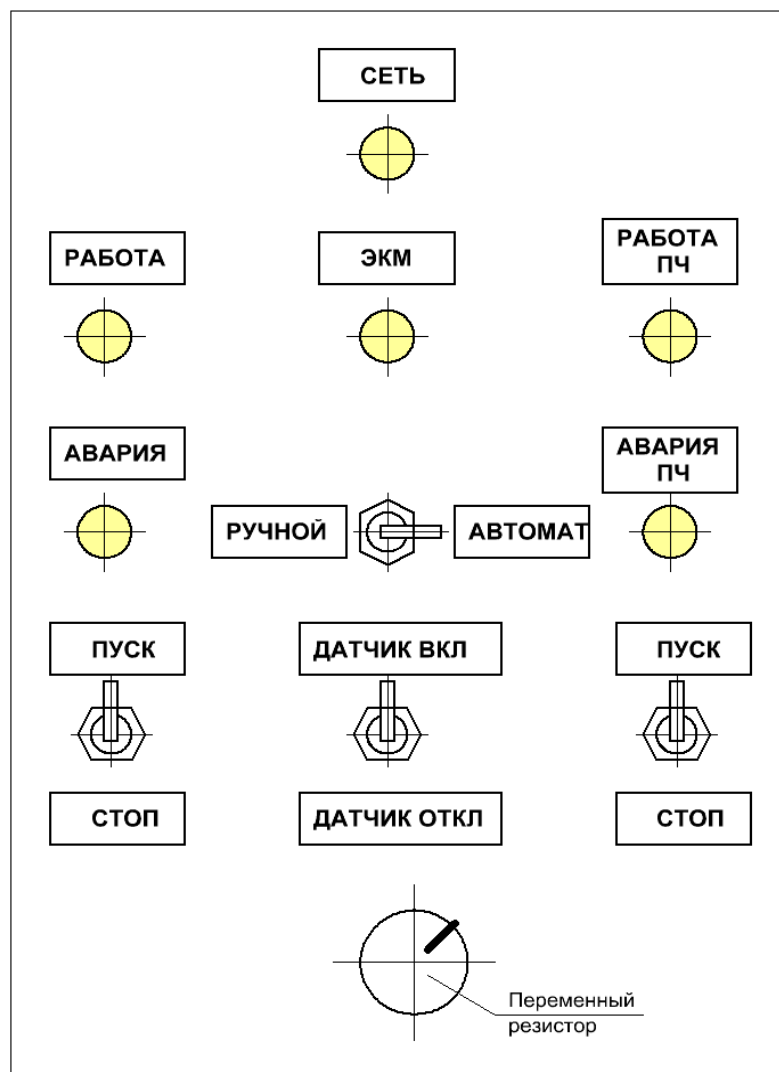 СЕТЬ
РАБОТА
ЭКМ
РАБОТА
ПЧ
АВАРИЯ
АВАРИЯ
ПЧ
РУЧНОЙ
АВТОМАТ
ПУСК
ДАТЧИК ВКЛ
ПУСК
СТОП
ДАТЧИК ОТКЛ
СТОП
Переменный
резистор